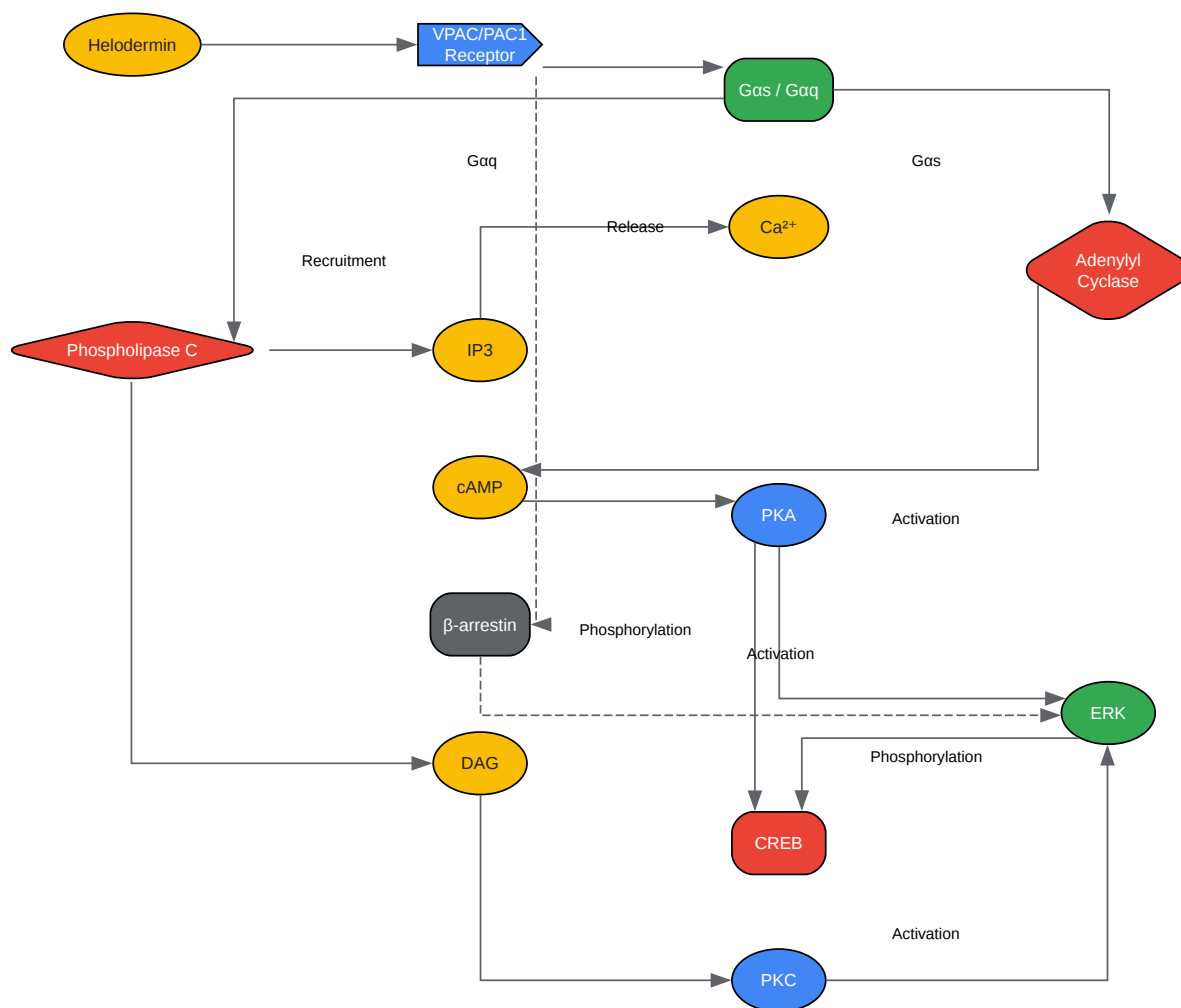 Helodermin
VPAC/PAC1
Receptor
Gαs / Gαq
Gαq
Gαs
Release
Ca²⁺
Recruitment
Adenylyl
Cyclase
Phospholipase C
IP3
cAMP
PKA
Activation
β-arrestin
Phosphorylation
Activation
ERK
DAG
Phosphorylation
CREB
Activation
PKC